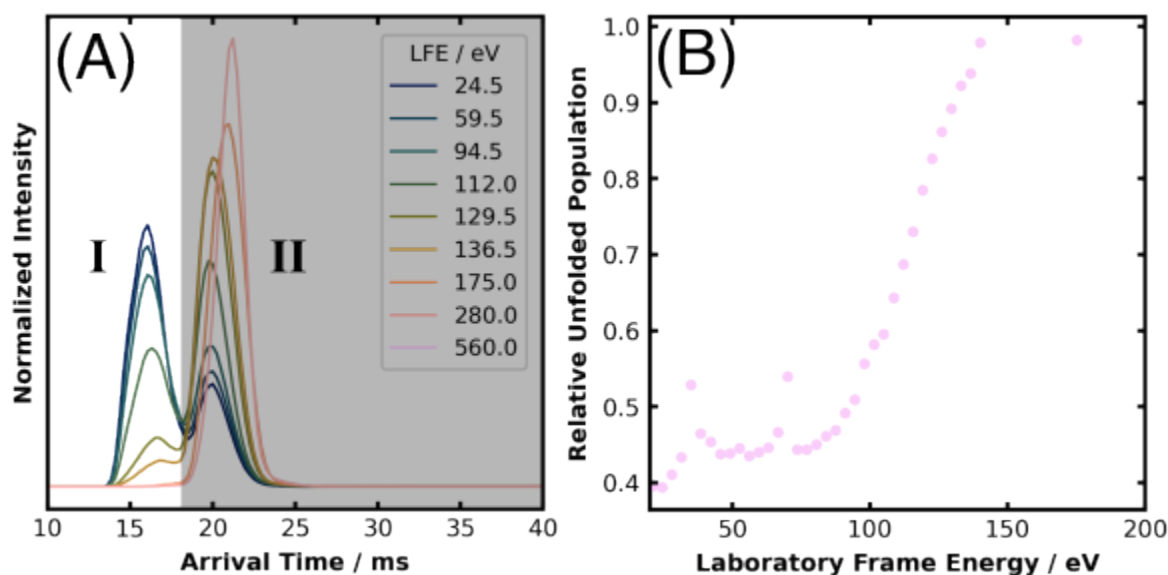 (A)
LFE / eV
24.5
59.5
94.5
112.0
129.5
136.5
175.0
280.0
560.0
I
II
Normalized Intensity
10 15 20 25 30 35 40
Arrival Time / ms
(B)
1.0
0.9
0.8
0.7
0.6
0.5
0.4
Relative Unfolded Population
50 100 150 200
Laboratory Frame Energy / eV